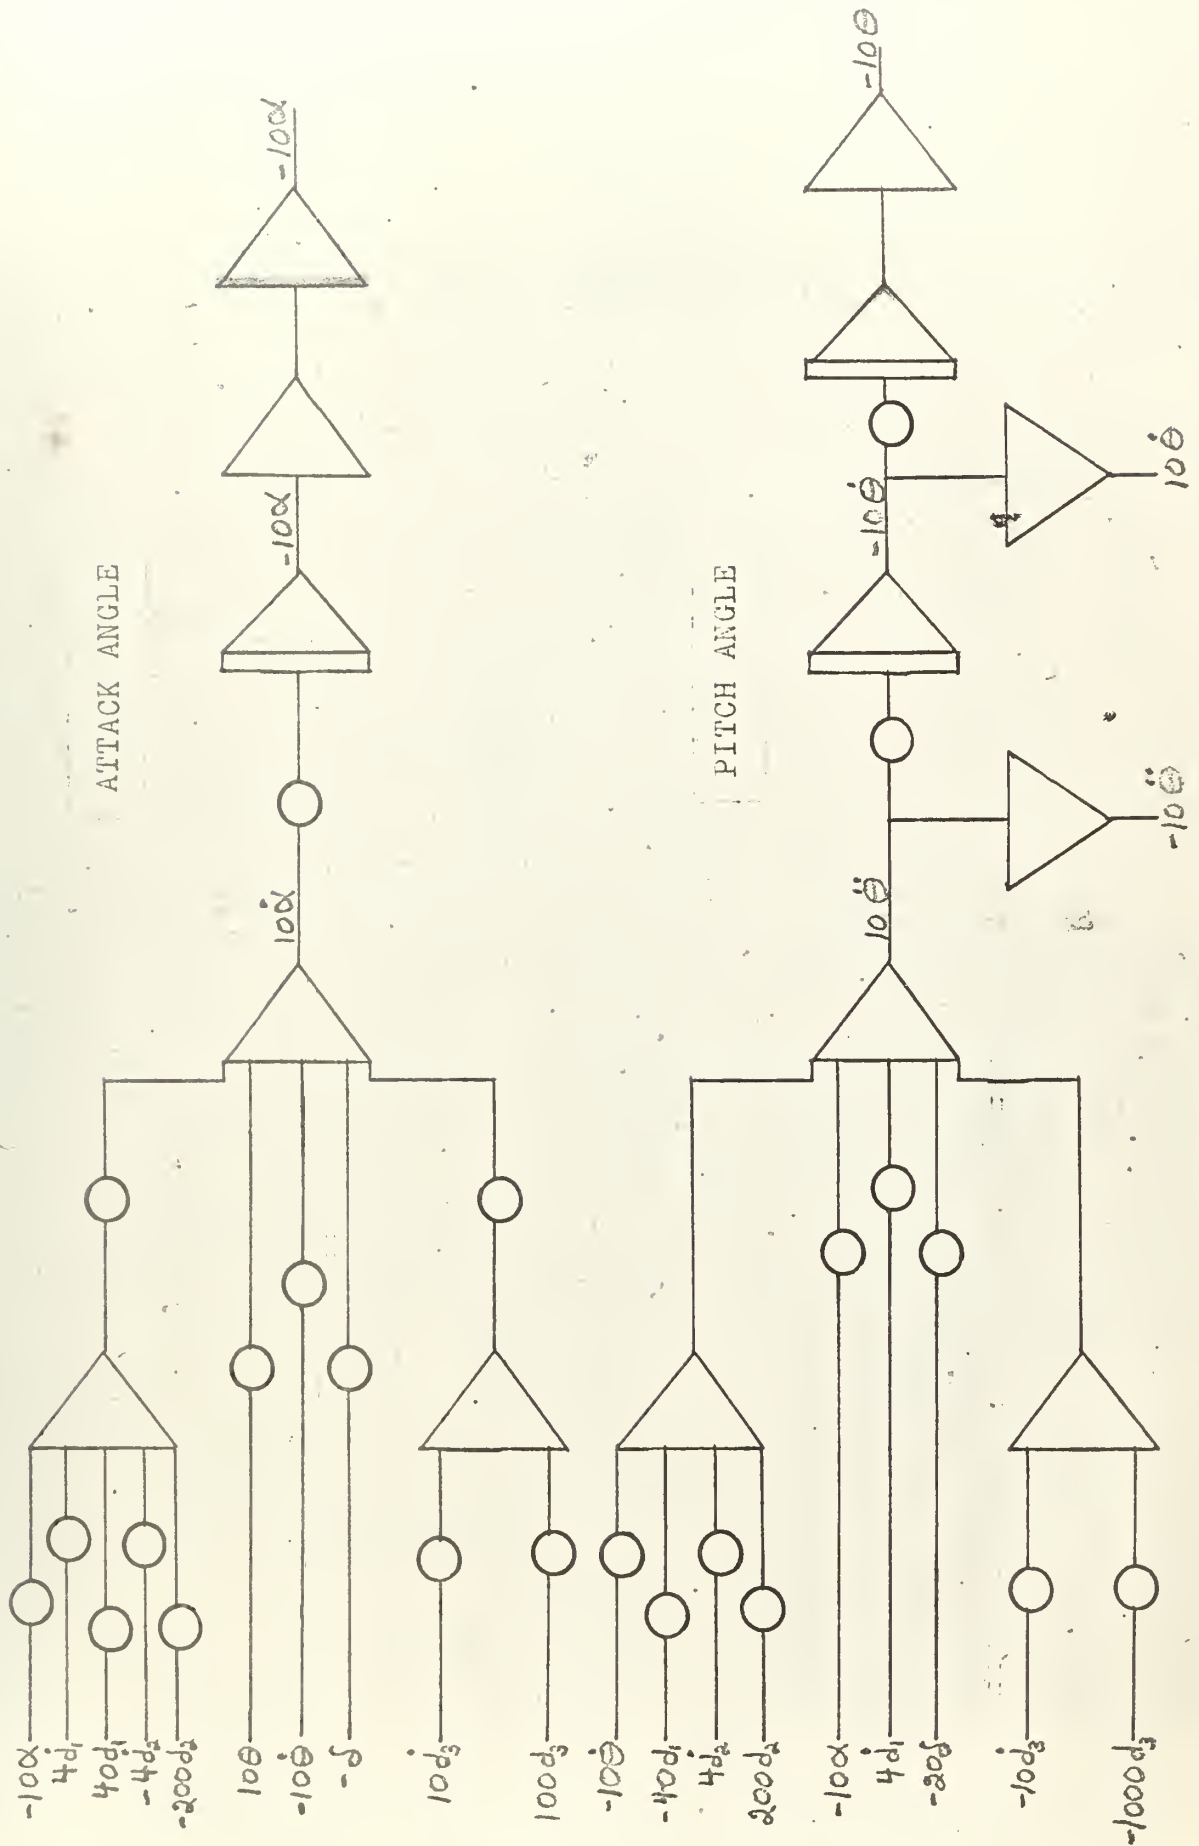 ATTACK ANGLE
-10α
4ḋ₁
40d₁
-4ḋ₂
-200d₂
10θ
-10θ̇
-δ
10ḋ₃
100d₃
10α̇
-10α
-10α
PITCH ANGLE
-10θ̇
-40d₁
4ḋ₂
200d₂
-10α
4ḋ₁
-20δ
-10ḋ₃
-1000d₃
10θ̈
-10θ̈
-10θ̇
10θ̇
-10θ